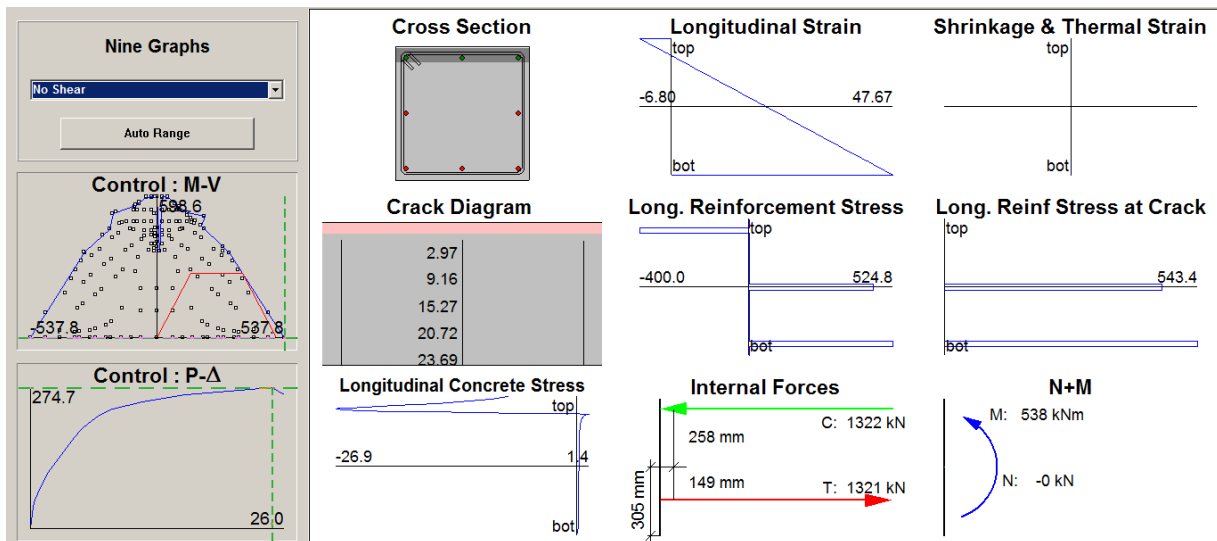 Nine Graphs
No Shear
Auto Range
Control : M-V
598.6
-537.8
537.8
Control : P-Δ
274.7
26.0
Cross Section
Longitudinal Strain
top
-6.80
47.67
bot
Shrinkage & Thermal Strain
top
bot
Crack Diagram
2.97
9.16
15.27
20.72
23.69
Long. Reinforcement Stress
top
-400.0
524.8
bot
Long. Reinf Stress at Crack
top
543.4
bot
Longitudinal Concrete Stress
top
-26.9
1.4
bot
Internal Forces
C: 1322 kN
258 mm
149 mm
T: 1321 kN
305 mm
N+M
M: 538 kNm
N: -0 kN